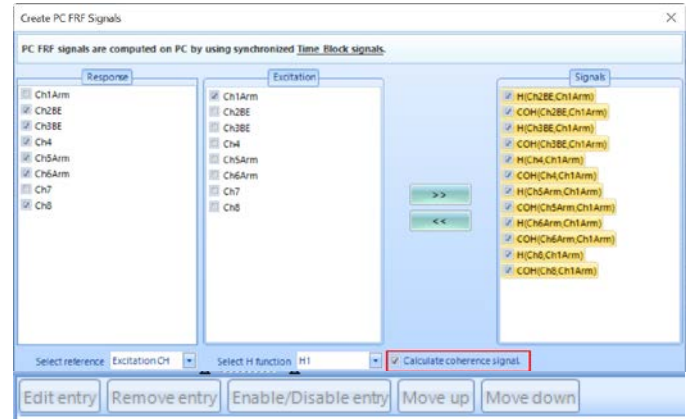 Create PC FRF Signals
PC FRF signals are computed on PC by using synchronized Time Block signals.
Response
Ch1Arm
Ch2BE
Ch3BE
Ch4
Ch5Arm
Ch6Arm
Ch7
Ch8
Excitation
Ch1Arm
Ch2BE
Ch3BE
Ch4
Ch5Arm
Ch6Arm
Ch7
Ch8
>>
<<
Signals
H(Ch2BE,Ch1Arm)
COH(Ch2BE,Ch1Arm)
H(Ch3BE,Ch1Arm)
COH(Ch3BE,Ch1Arm)
H(Ch4,Ch1Arm)
COH(Ch4,Ch1Arm)
H(Ch5Arm,Ch1Arm)
COH(Ch5Arm,Ch1Arm)
H(Ch6Arm,Ch1Arm)
COH(Ch6Arm,Ch1Arm)
H(Ch8,Ch1Arm)
COH(Ch8,Ch1Arm)
Select reference Excitation CH Select H function H1 Calculate coherence signal.
Edit entry Remove entry Enable/Disable entry Move up Move down